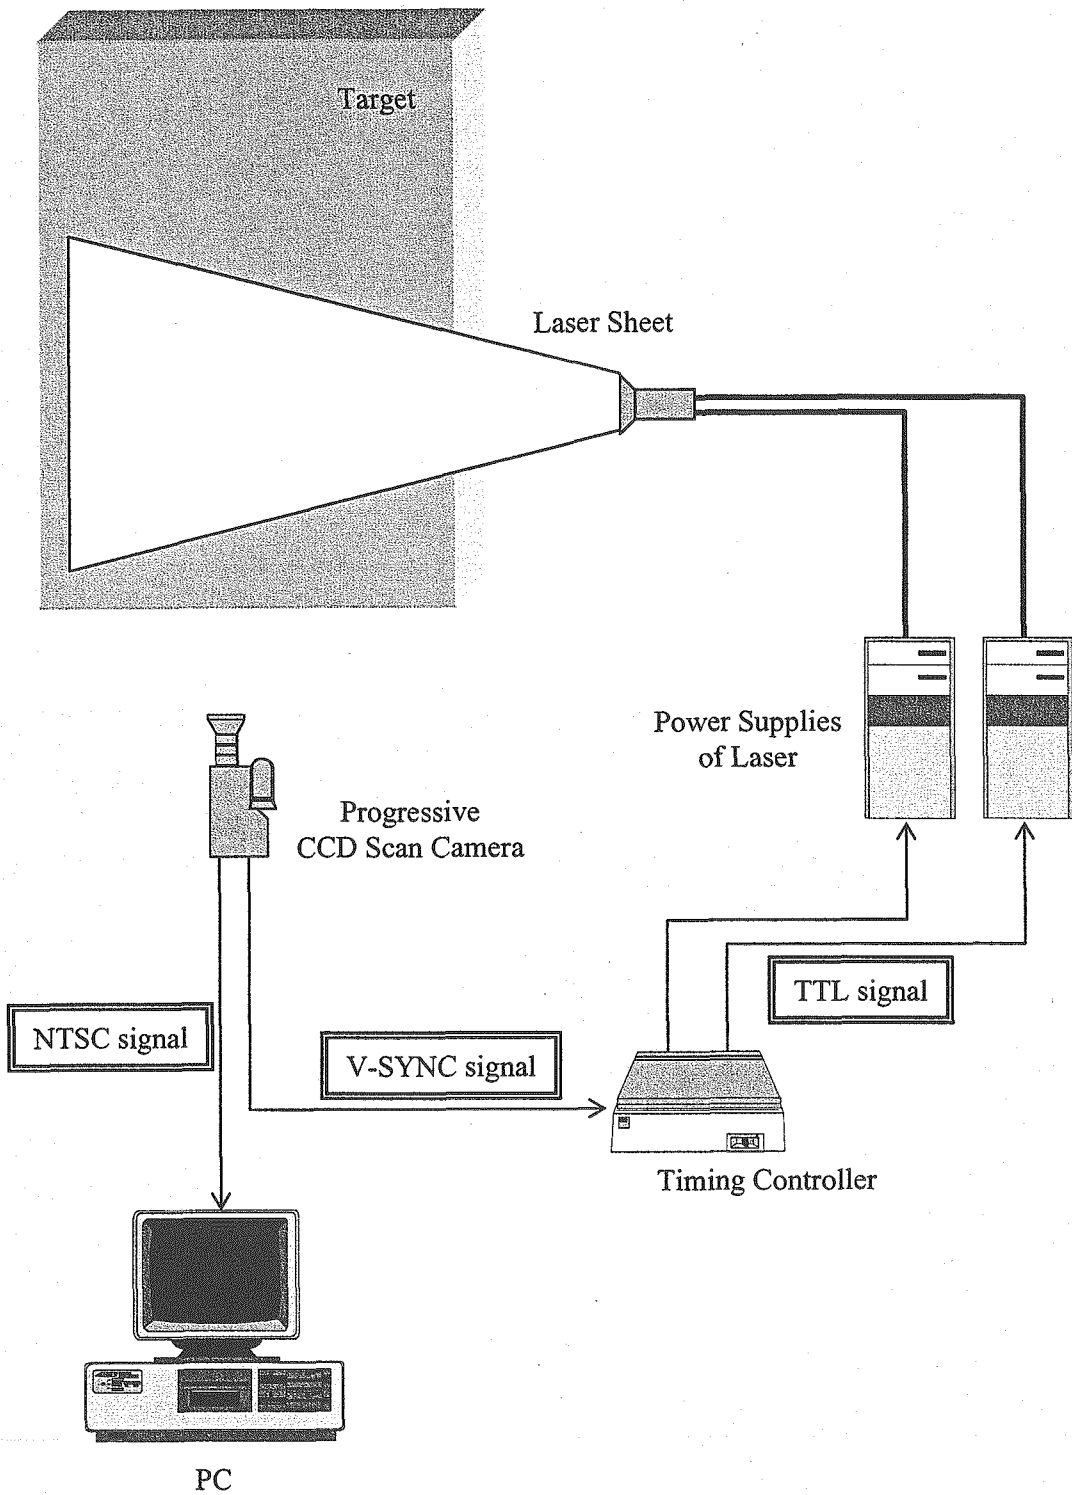 Target
Laser Sheet
Power Supplies
of Laser
Progressive
CCD Scan Camera
TTL signal
NTSC signal
V-SYNC signal
Timing Controller
PC